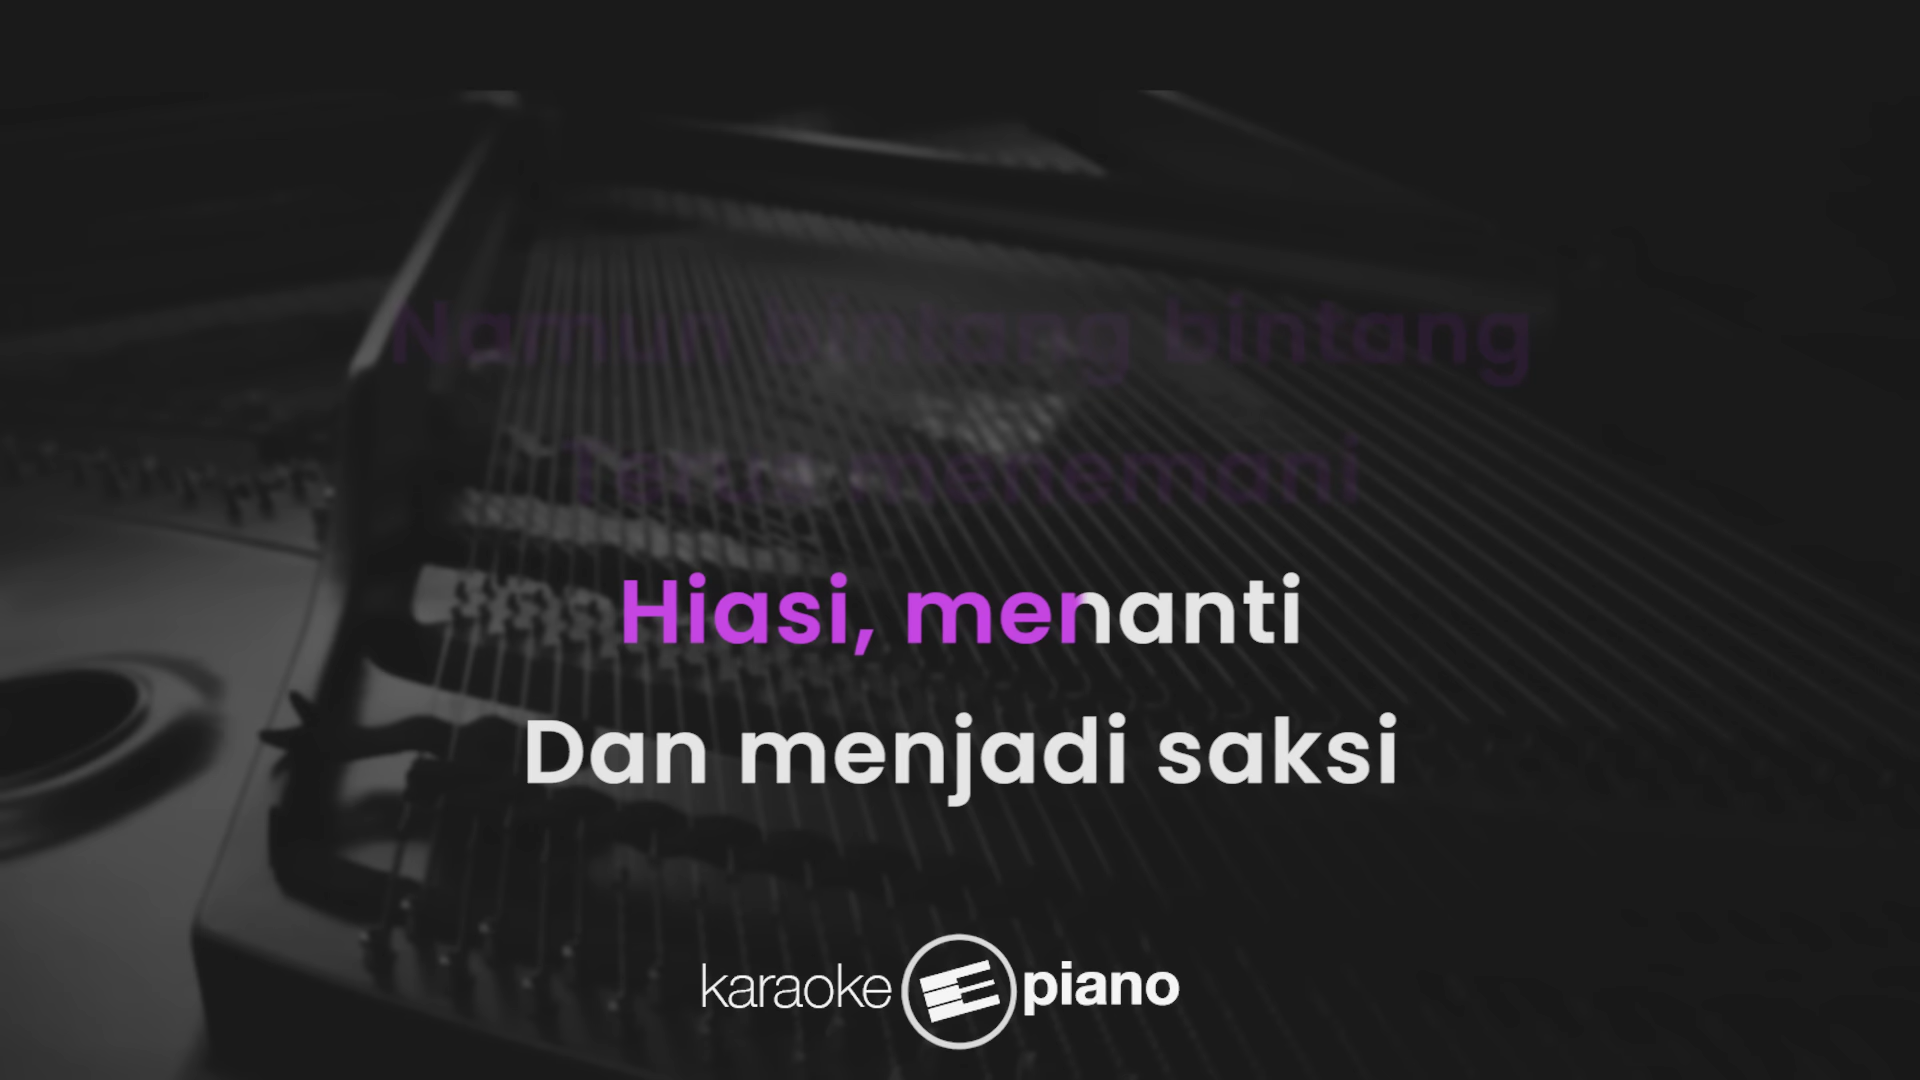 Namun bintang bintang
Terus menemani
Hiasi, menanti
Dan menjadi saksi
karaoke piano